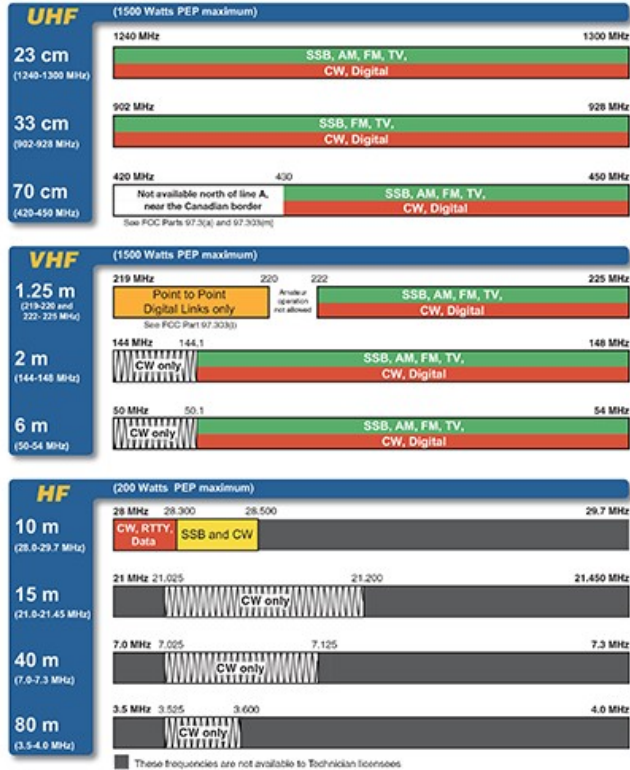 UHF (1500 Watts PEP maximum)
23 cm
(1240-1300 MHz)
1240 MHz 1300 MHz
SSB, AM, FM, TV,
CW, Digital
33 cm
(902-928 MHz)
902 MHz 928 MHz
SSB, FM, TV,
CW, Digital
70 cm
(420-450 MHz)
420 MHz 430 450 MHz
Not available north of line A,
near the Canadian border
SSB, AM, FM, TV,
CW, Digital
See FCC Parts 97.3(a) and 97.303(m)
VHF (1500 Watts PEP maximum)
1.25 m
(219-220 and
222- 225 MHz)
219 MHz 220 222 225 MHz
Point to Point
Digital Links only
Amateur
operation
not allowed
SSB, AM, FM, TV,
CW, Digital
See FCC Part 97.303(l)
2 m
(144-148 MHz)
144 MHz 144.1 148 MHz
CW only
SSB, AM, FM, TV,
CW, Digital
6 m
(50-54 MHz)
50 MHz 50.1 54 MHz
CW only
SSB, AM, FM, TV,
CW, Digital
HF (200 Watts PEP maximum)
10 m
(28.0-29.7 MHz)
28 MHz 28.300 28.500 29.7 MHz
CW, RTTY,
Data
SSB and CW
15 m
(21.0-21.45 MHz)
21 MHz 21.025 21.200 21.450 MHz
CW only
40 m
(7.0-7.3 MHz)
7.0 MHz 7.025 7.125 7.3 MHz
CW only
80 m
(3.5-4.0 MHz)
3.5 MHz 3.525 3.600 4.0 MHz
CW only
These frequencies are not available to Technician licensees